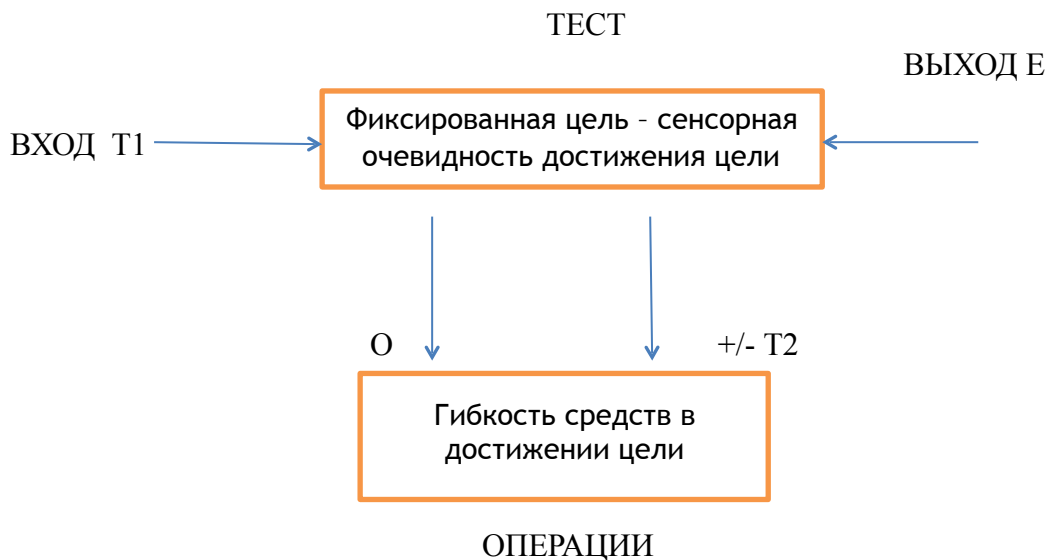 ТЕСТ
ВЫХОД Е
ВХОД Т1
Фиксированная цель – сенсорная
очевидность достижения цели
О
+/- Т2
Гибкость средств в
достижении цели
ОПЕРАЦИИ